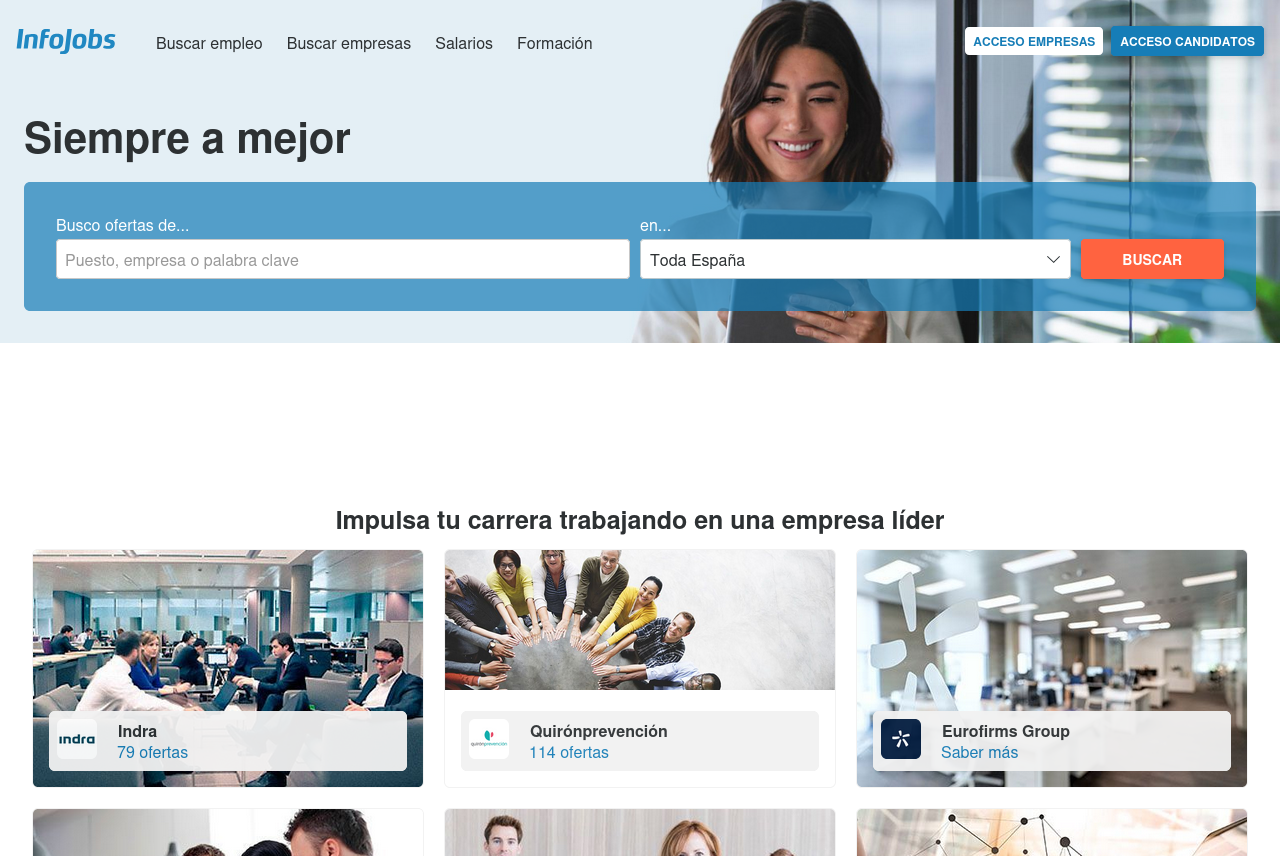 InfoJobs
Buscar empleo
Buscar empresas
Salarios
Formación
ACCESO EMPRESAS
ACCESO CANDIDATOS
Siempre a mejor
Busco ofertas de...
en...
Puesto, empresa o palabra clave
Toda España
BUSCAR
Impulsa tu carrera trabajando en una empresa líder
indra
Indra
79 ofertas
quirónprevención
Quirónprevención
114 ofertas
Eurofirms Group
Saber más